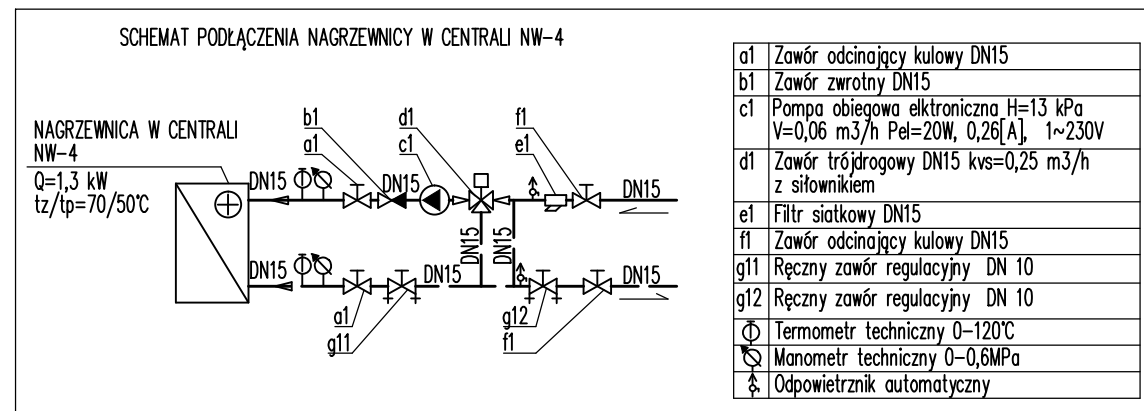 SCHEMAT PODŁĄCZENIA NAGRZEWNICY W CENTRALI NW-4
NAGRZEWNICA W CENTRALI
NW-4
Q=1,3 kW
tz/tp=70/50°C
b1
a1
d1
c1
f1
e1
DN15
DN15
DN15
DN15
DN15
DN15
DN15
DN15
a1
g11
g12
f1
a1 Zawór odcinający kulowy DN15
b1 Zawór zwrotny DN15
c1 Pompa obiegowa elktroniczna H=13 kPa
V=0,06 m3/h Pel=20W, 0,26[A], 1~230V
d1 Zawór trójdrogowy DN15 kvs=0,25 m3/h
z siłownikiem
e1 Filtr siatkowy DN15
f1 Zawór odcinający kulowy DN15
g11 Ręczny zawór regulacyjny DN 10
g12 Ręczny zawór regulacyjny DN 10
Termometr techniczny 0-120°C
Manometr techniczny 0-0,6MPa
Odpowietrznik automatyczny